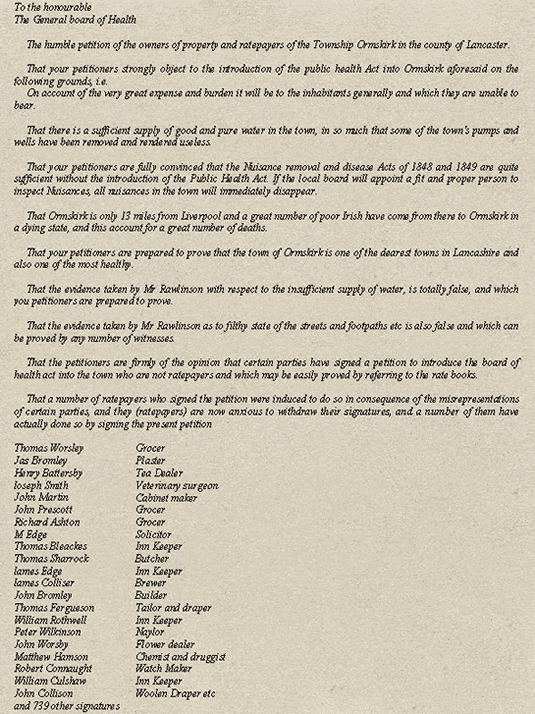 To the honourable
The General board of Health
The humble petition of the owners of property and ratepayers of the Township Ormskirk in the county of Lancaster.
That your petitioners strongly object to the introduction of the public health Act into Ormskirk aforesaid on the
following grounds, i.e.
On account of the very great expense and burden it will be to the inhabitants generally and which they are unable to
bear.
That there is a sufficient supply of good and pure water in the town, in so much that some of the town's pumps and
wells have been removed and rendered useless.
That your petitioners are fully convinced that the Nuisance removal and disease Acts of 1848 and 1849 are quite
sufficient without the introduction of the Public Health Act. If the local board will appoint a fit and proper person to
inspect Nuisances, all nuisances in the town will immediately disappear.
That Ormskirk is only 13 miles from Liverpool and a great number of poor Irish have come from there to Ormskirk in
a dying state, and this account for a great number of deaths.
That your petitioners are prepared to prove that the town of Ormskirk is one of the dearest towns in Lancashire and
also one of the most healthy.
That the evidence taken by Mr Rawlinson with respect to the insufficient supply of water, is totally false, and which
you petitioners are prepared to prove.
That the evidence taken by Mr Rawlinson as to filthy state of the streets and footpaths etc is also false and which can
be proved by any number of witnesses.
That the petitioners are firmly of the opinion that certain parties have signed a petition to introduce the board of
health act into the town who are not ratepayers and which may be easily proved by referring to the rate books.
That a number of ratepayers who signed the petition were induced to do so in consequence of the misrepresentations
of certain parties, and they (ratepayers) are now anxious to withdraw their signatures, and a number of them have
actually done so by signing the present petition
Thomas Worsley Grocer
Jas Bromley Plaster
Henry Battersby Tea Dealer
Ioseph Smith Veterinary surgeon
John Martin Cabinet maker
John Prescott Grocer
Richard Ashton Grocer
M Edge Solicitor
Thomas Bleackes Inn Keeper
Thomas Sharrock Butcher
Iames Edge Inn Keeper
Iames Colliser Brewer
John Bromley Builder
Thomas Fergueson Tailor and draper
William Rothwell Inn Keeper
Peter Wilkinson Naylor
John Worsby Flower dealer
Matthew Hamson Chemist and druggist
Robert Connaught Watch Maker
William Culshaw Inn Keeper
John Collison Woolen Draper etc
and 739 other signatures